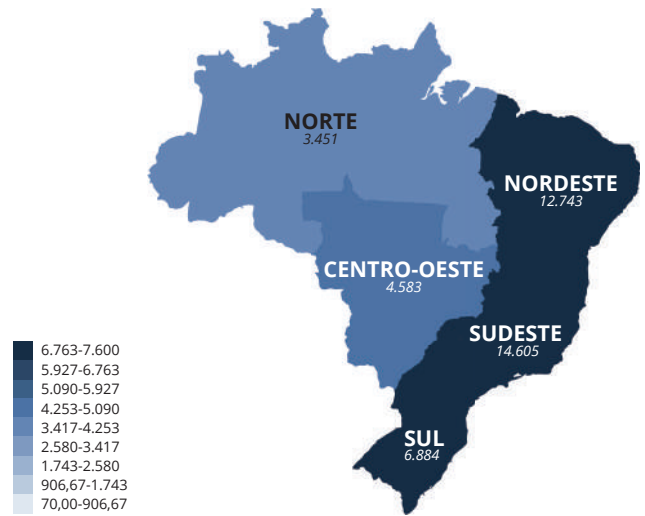 NORTE
3.451
NORDESTE
12.743
CENTRO-OESTE
4.583
SUDESTE
14.605
SUL
6.884
6.763-7.600
5.927-6.763
5.090-5.927
4.253-5.090
3.417-4.253
2.580-3.417
1.743-2.580
906,67-1.743
70,00-906,67